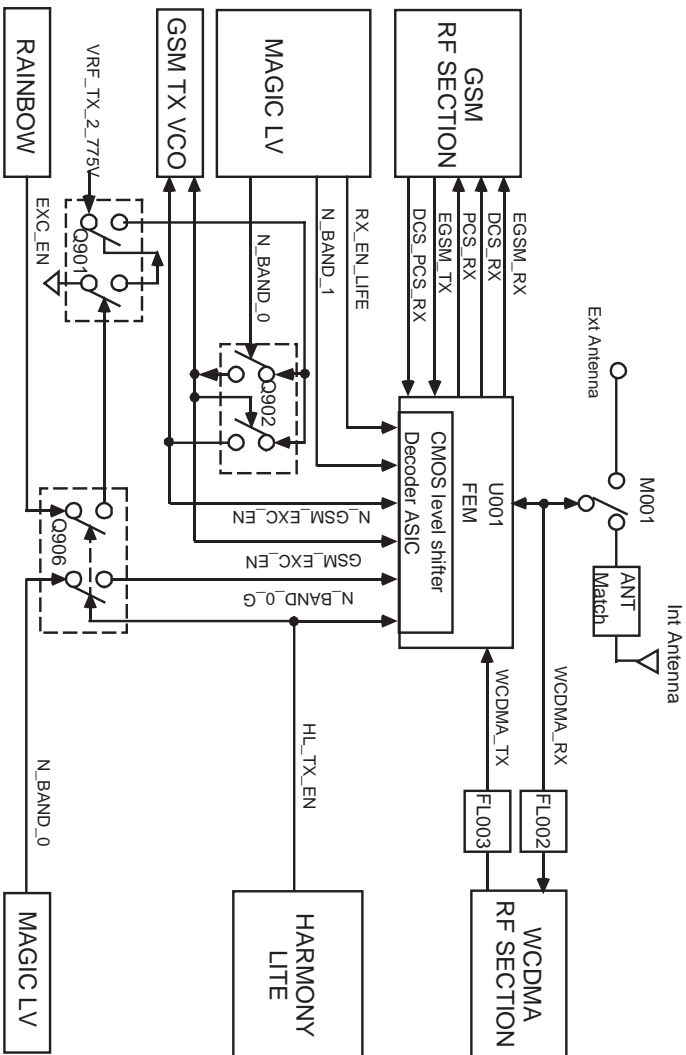 Ext Antenna
M001
ANT
Match
Int Antenna
GSM
RF SECTION
EGSM_RX
DCS_RX
PCS_RX
EGSM_TX
DCS_PCS_RX
U001
FEM
CMOS level shifter
Decoder ASIC
WCDMA_RX
WCDMA_TX
FL002
FL003
WCDMA
RF SECTION
MAGIC LV
RX_EN_LIFE
N_BAND_1
N_BAND_0
Q902
GSM TX VCO
N_GSM_EXC_EN
GSM_EXC_EN
N_BAND_0_G
HL_TX_EN
HARMONY
LITE
VRF_TX_2_775V
Q901
RAINBOW
EXC_EN
Q906
N_BAND_0
MAGIC LV